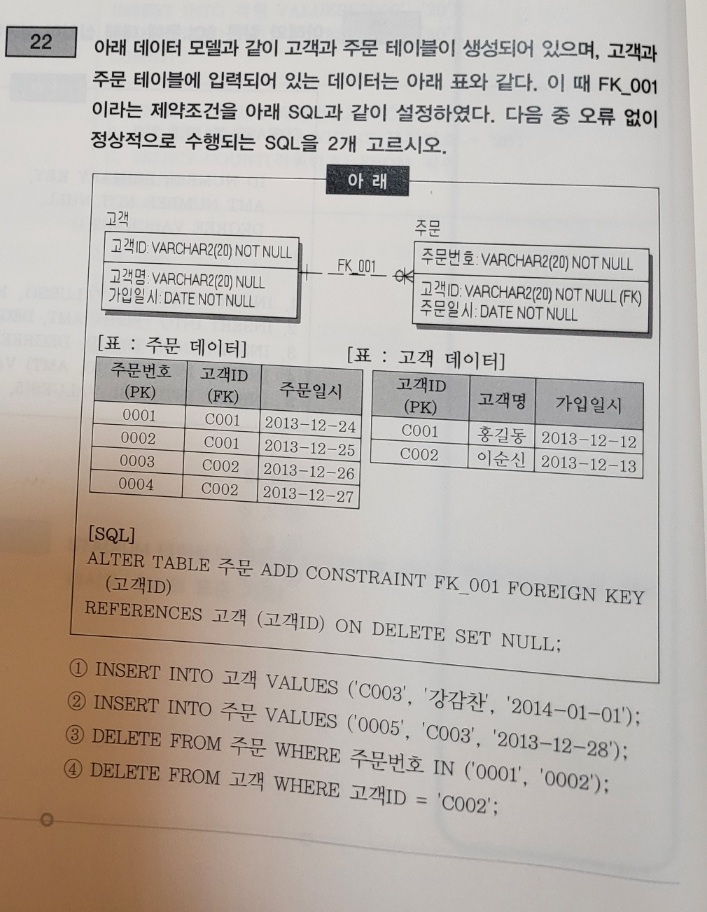 22
아래 데이터 모델과 같이 고객과 주문 테이블이 생성되어 있으며, 고객과
주문 테이블에 입력되어 있는 데이터는 아래 표와 같다. 이 때 FK_001
이라는 제약조건을 아래 SQL과 같이 설정하였다. 다음 중 오류 없이
정상적으로 수행되는 SQL을 2개 고르시오.
아 래
고객
고객ID: VARCHAR2(20) NOT NULL
고객명: VARCHAR2(20) NULL
가입일시: DATE NOT NULL
FK_001
주문
주문번호: VARCHAR2(20) NOT NULL
고객ID: VARCHAR2(20) NOT NULL (FK)
주문일시: DATE NOT NULL
[표 : 주문 데이터]
주문번호 (PK) 고객ID (FK) 주문일시
0001 C001 2013-12-24
0002 C001 2013-12-25
0003 C002 2013-12-26
0004 C002 2013-12-27
[표 : 고객 데이터]
고객ID (PK) 고객명 가입일시
C001 홍길동 2013-12-12
C002 이순신 2013-12-13
[SQL]
ALTER TABLE 주문 ADD CONSTRAINT FK_001 FOREIGN KEY
(고객ID)
REFERENCES 고객 (고객ID) ON DELETE SET NULL;
① INSERT INTO 고객 VALUES ('C003', '강감찬', '2014-01-01');
② INSERT INTO 주문 VALUES ('0005', 'C003', '2013-12-28');
③ DELETE FROM 주문 WHERE 주문번호 IN ('0001', '0002');
④ DELETE FROM 고객 WHERE 고객ID = 'C002';